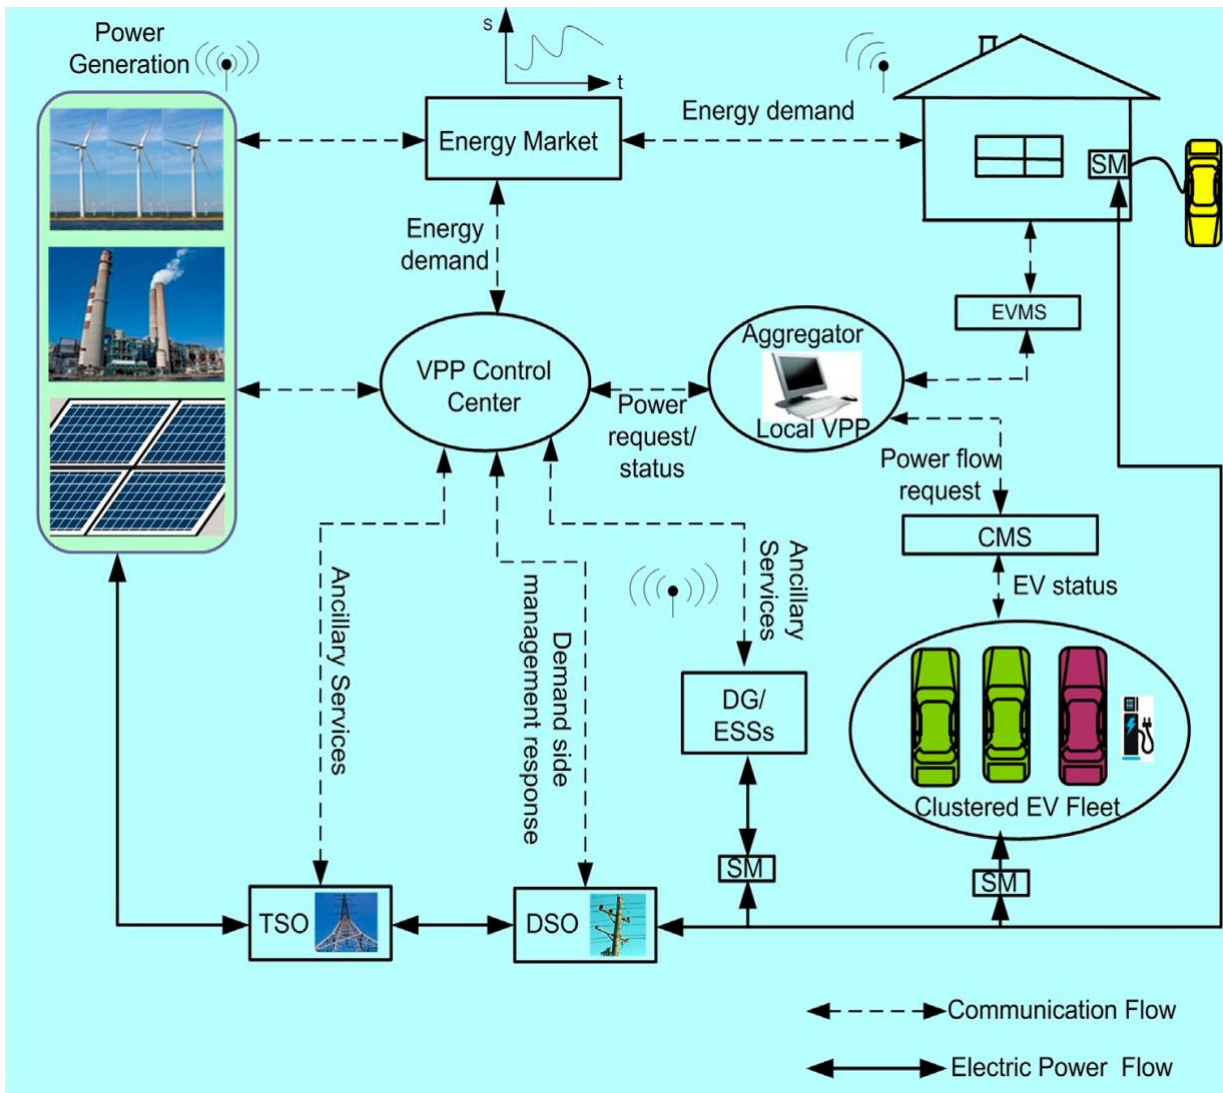 Power
Generation
s
t
Energy Market
Energy demand
SM
Energy
demand
EVMS
VPP Control
Center
Aggregator
Local VPP
Power
request/
status
Power flow
request
CMS
EV status
Ancillary Services
Demand side
management response
Ancillary
Services
DG/
ESSs
Clustered EV Fleet
SM
SM
TSO
DSO
Communication Flow
Electric Power Flow